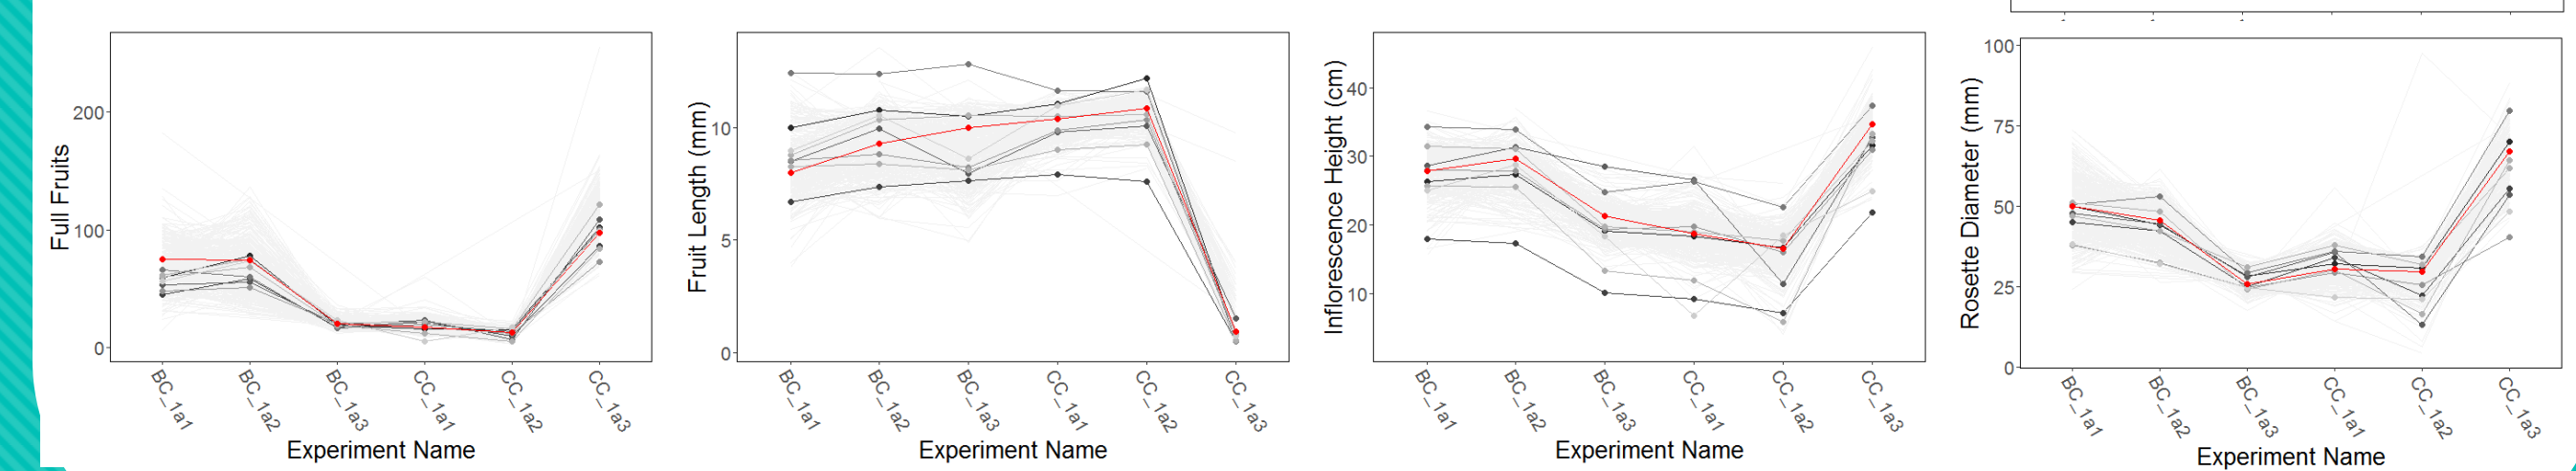 Full Fruits
200
100
0
BC_1a1
BC_1a2
BC_1a3
CC_1a1
CC_1a2
CC_1a3
Experiment Name
Fruit Length (mm)
10
5
0
BC_1a1
BC_1a2
BC_1a3
CC_1a1
CC_1a2
CC_1a3
Experiment Name
Inflorescence Height (cm)
40
30
20
10
BC_1a1
BC_1a2
BC_1a3
CC_1a1
CC_1a2
CC_1a3
Experiment Name
Rosette Diameter (mm)
100
75
50
25
0
BC_1a1
BC_1a2
BC_1a3
CC_1a1
CC_1a2
CC_1a3
Experiment Name